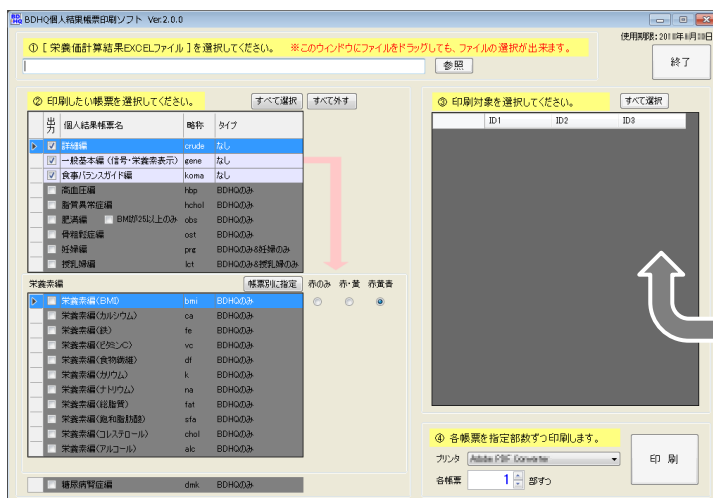 BDHQ個人結果帳票印刷ソフト Ver.2.0.0
使用期限:2018年8月30日
① [ 栄養価計算結果EXCELファイル ] を選択してください。 ※このウィンドウにファイルをドラッグしても、ファイルの選択が出来ます。
参照
終了
② 印刷したい帳票を選択してください。 すべて選択 すべて外す
出力 個人結果帳票名 略称 タイプ
詳細編 crude なし
一般基本編 (信号・栄養素表示) gene なし
食事バランスガイド編 koma なし
高血圧編 hbp BDHQのみ
脂質異常症編 hchol BDHQのみ
肥満編 BMIが25以上のみ obs BDHQのみ
骨粗鬆症編 ost BDHQのみ
妊婦編 prg BDHQのみ&妊婦のみ
授乳婦編 lct BDHQのみ&授乳婦のみ
栄養素編 帳票別に指定 赤のみ 赤・黄 赤黄青
栄養素編(BMI) bmi BDHQのみ
栄養素編(カルシウム) ca BDHQのみ
栄養素編(鉄) fe BDHQのみ
栄養素編(ビタミンC) vc BDHQのみ
栄養素編(食物繊維) df BDHQのみ
栄養素編(カリウム) k BDHQのみ
栄養素編(ナトリウム) na BDHQのみ
栄養素編(総脂質) fat BDHQのみ
栄養素編(飽和脂肪酸) sfa BDHQのみ
栄養素編(コレステロール) chol BDHQのみ
栄養素編(アルコール) alc BDHQのみ
糖尿病腎症編 dmk BDHQのみ
③ 印刷対象を選択してください。 すべて選択
ID1 ID2 ID3
④ 各帳票を指定部数ずつ印刷します。
プリンタ Adobe PDF Converter
各帳票 1 部ずつ
印 刷